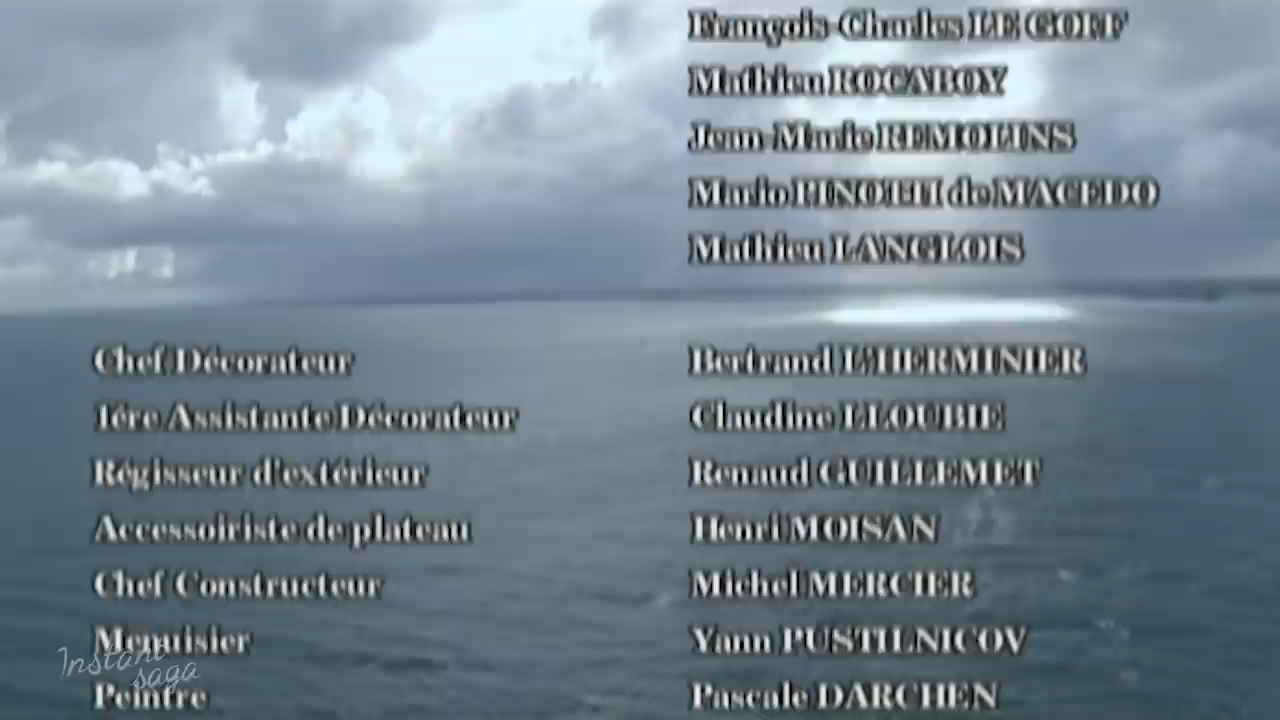 François-Charles LE GOFF
Mathieu ROCABOY
Jean-Marie REMOLINS
Mario PINOTTI de MACEDO
Mathieu LANGLOIS
Chef Décorateur Bertrand L'HERMINIER
1ére Assistante Décorateur Claudine LLOUBIE
Régisseur d'extérieur Renaud GUILLEMET
Accessoiriste de plateau Henri MOISAN
Chef Constructeur Michel MERCIER
Menuisier Yann PUSTILNICOV
Peintre Pascale DARCHEN
Instant
saga